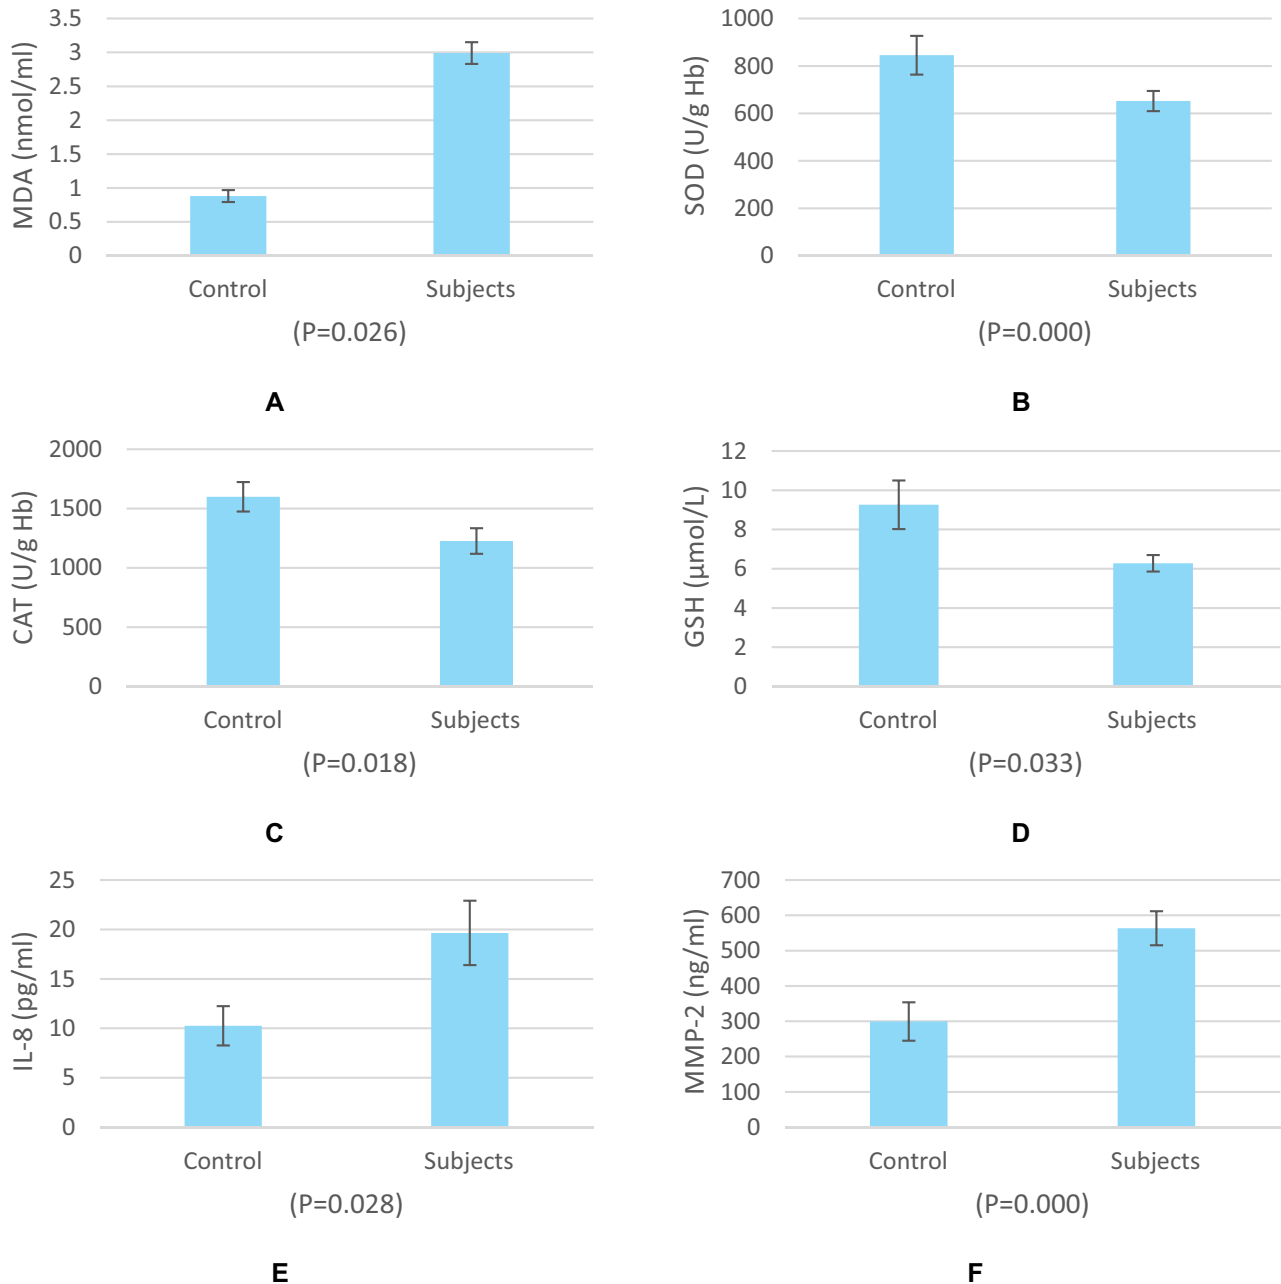 MDA (nmol/ml)
3.5
3
2.5
2
1.5
1
0.5
0
Control Subjects
(P=0.026)
A
SOD (U/g Hb)
1000
800
600
400
200
0
Control Subjects
(P=0.000)
B
CAT (U/g Hb)
2000
1500
1000
500
0
Control Subjects
(P=0.018)
C
GSH (µmol/L)
12
10
8
6
4
2
0
Control Subjects
(P=0.033)
D
IL-8 (pg/ml)
25
20
15
10
5
0
Control Subjects
(P=0.028)
E
MMP-2 (ng/ml)
700
600
500
400
300
200
100
0
Control Subjects
(P=0.000)
F